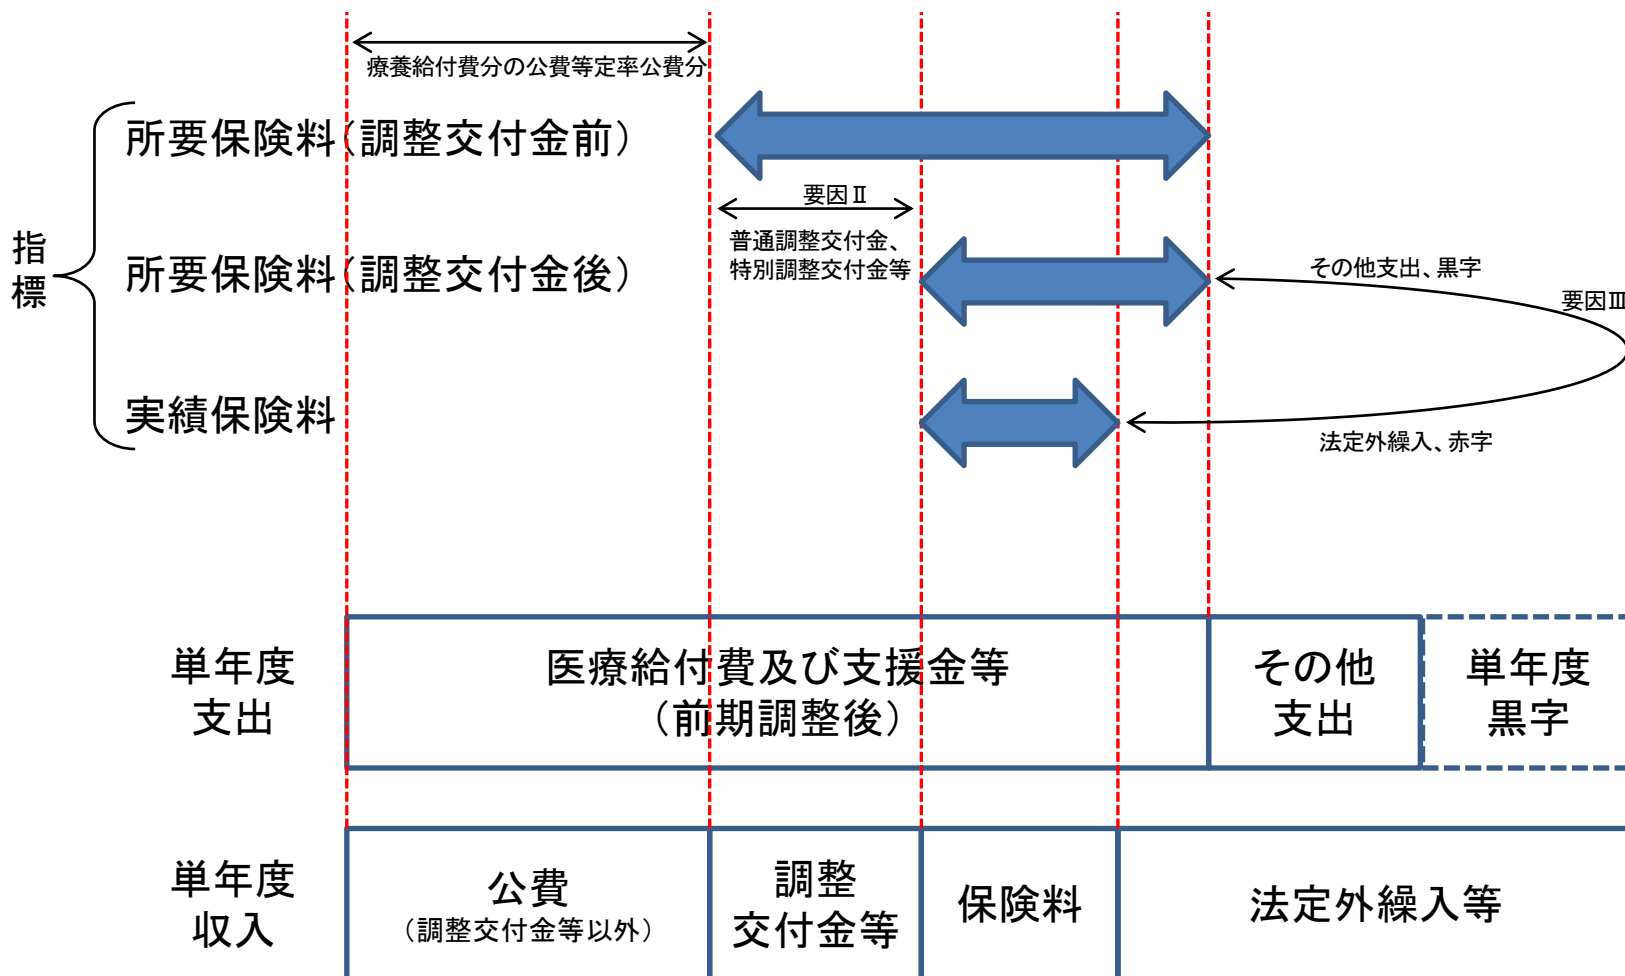 療養給付費分の公費等定率公費分
所要保険料（調整交付金前）
要因Ⅱ
普通調整交付金、
特別調整交付金等
指
標
所要保険料（調整交付金後）
その他支出、黒字
要因Ⅲ
実績保険料
法定外繰入、赤字
単年度
支出
医療給付費及び支援金等
（前期調整後）
その他
支出
単年度
黒字
単年度
収入
公費
（調整交付金等以外）
調整
交付金等
保険料
法定外繰入等